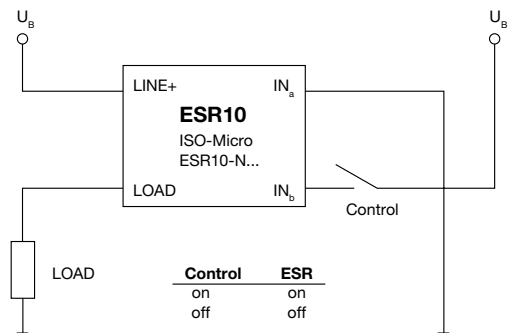 U_B U_B
LINE+ IN_a
ESR10
ISO-Micro
ESR10-N...
LOAD IN_b
Control
LOAD
Control ESR
on on
off off